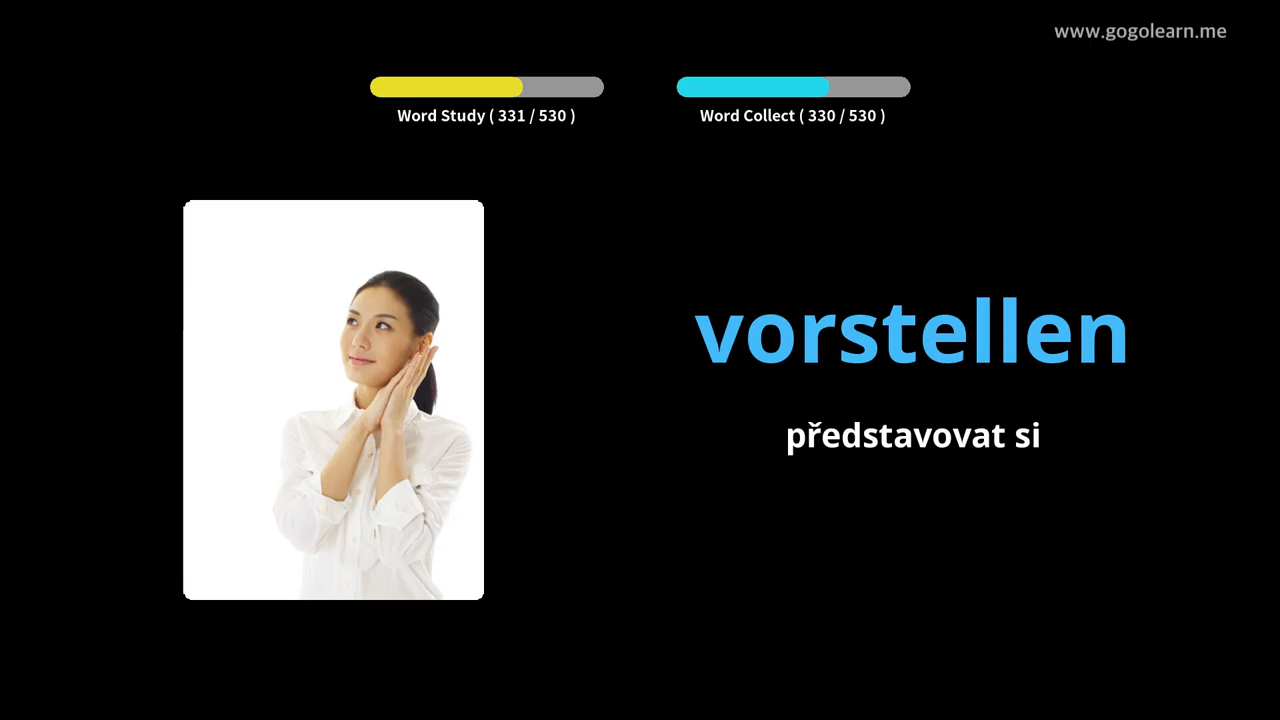 www.gogolearn.me
Word Study ( 331 / 530 )
Word Collect ( 330 / 530 )
vorstellen
představovat si